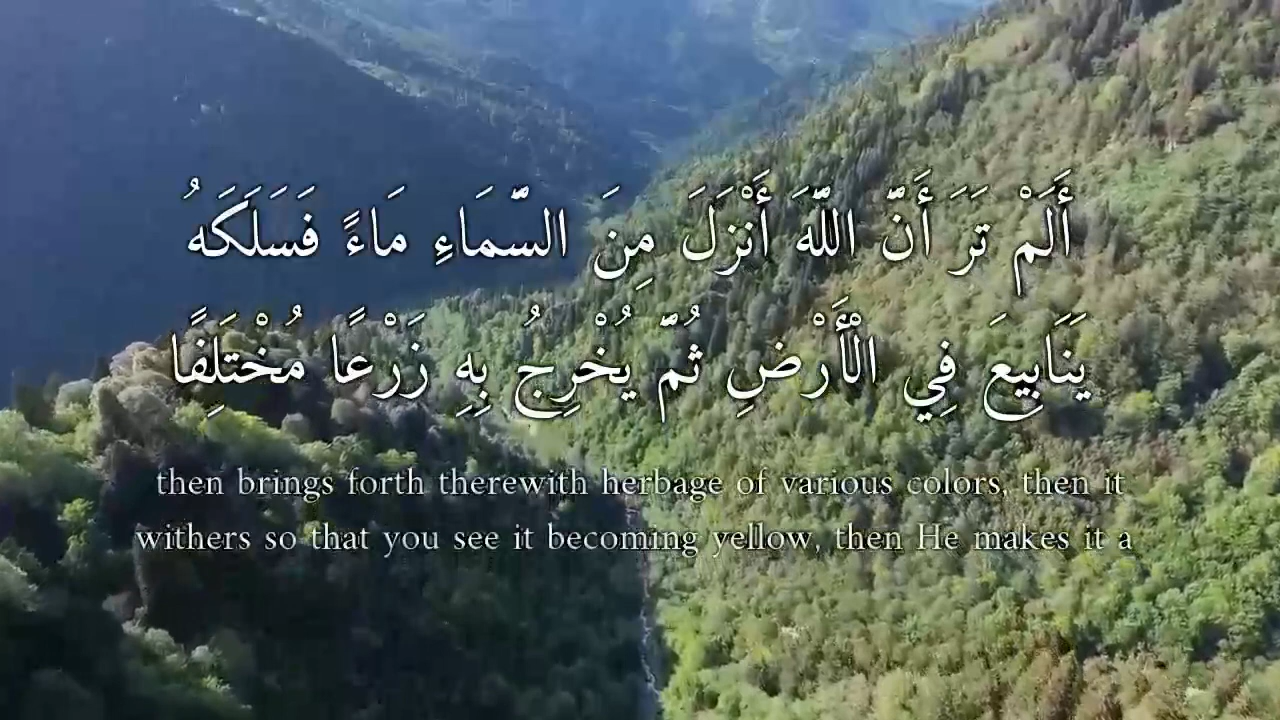 أَلَمْ تَرَ أَنَّ اللَّهَ أَنْزَلَ مِنَ السَّمَاءِ مَاءً فَسَلَكَهُ
يَنَابِيعَ فِي الْأَرْضِ ثُمَّ يُخْرِجُ بِهِ زَرْعًا مُخْتَلِفًا
then brings forth therewith herbage of various colors, then it
withers so that you see it becoming yellow, then He makes it a